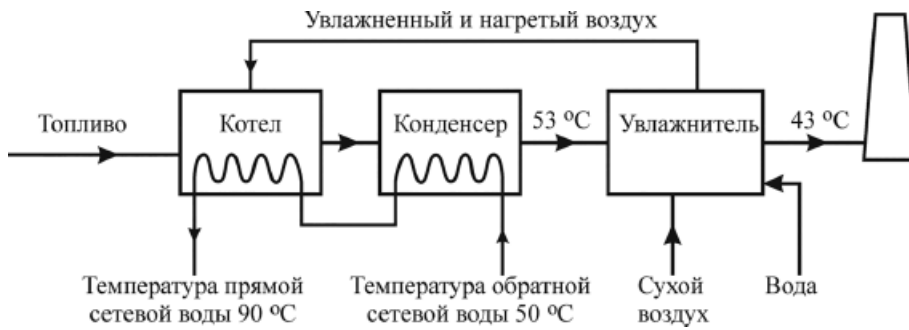 Увлажненный и нагретый воздух
Топливо
Котел
Конденсер
53 °C
Увлажнитель
43 °C
Температура прямой
сетевой воды 90 °C
Температура обратной
сетевой воды 50 °C
Сухой
воздух
Вода